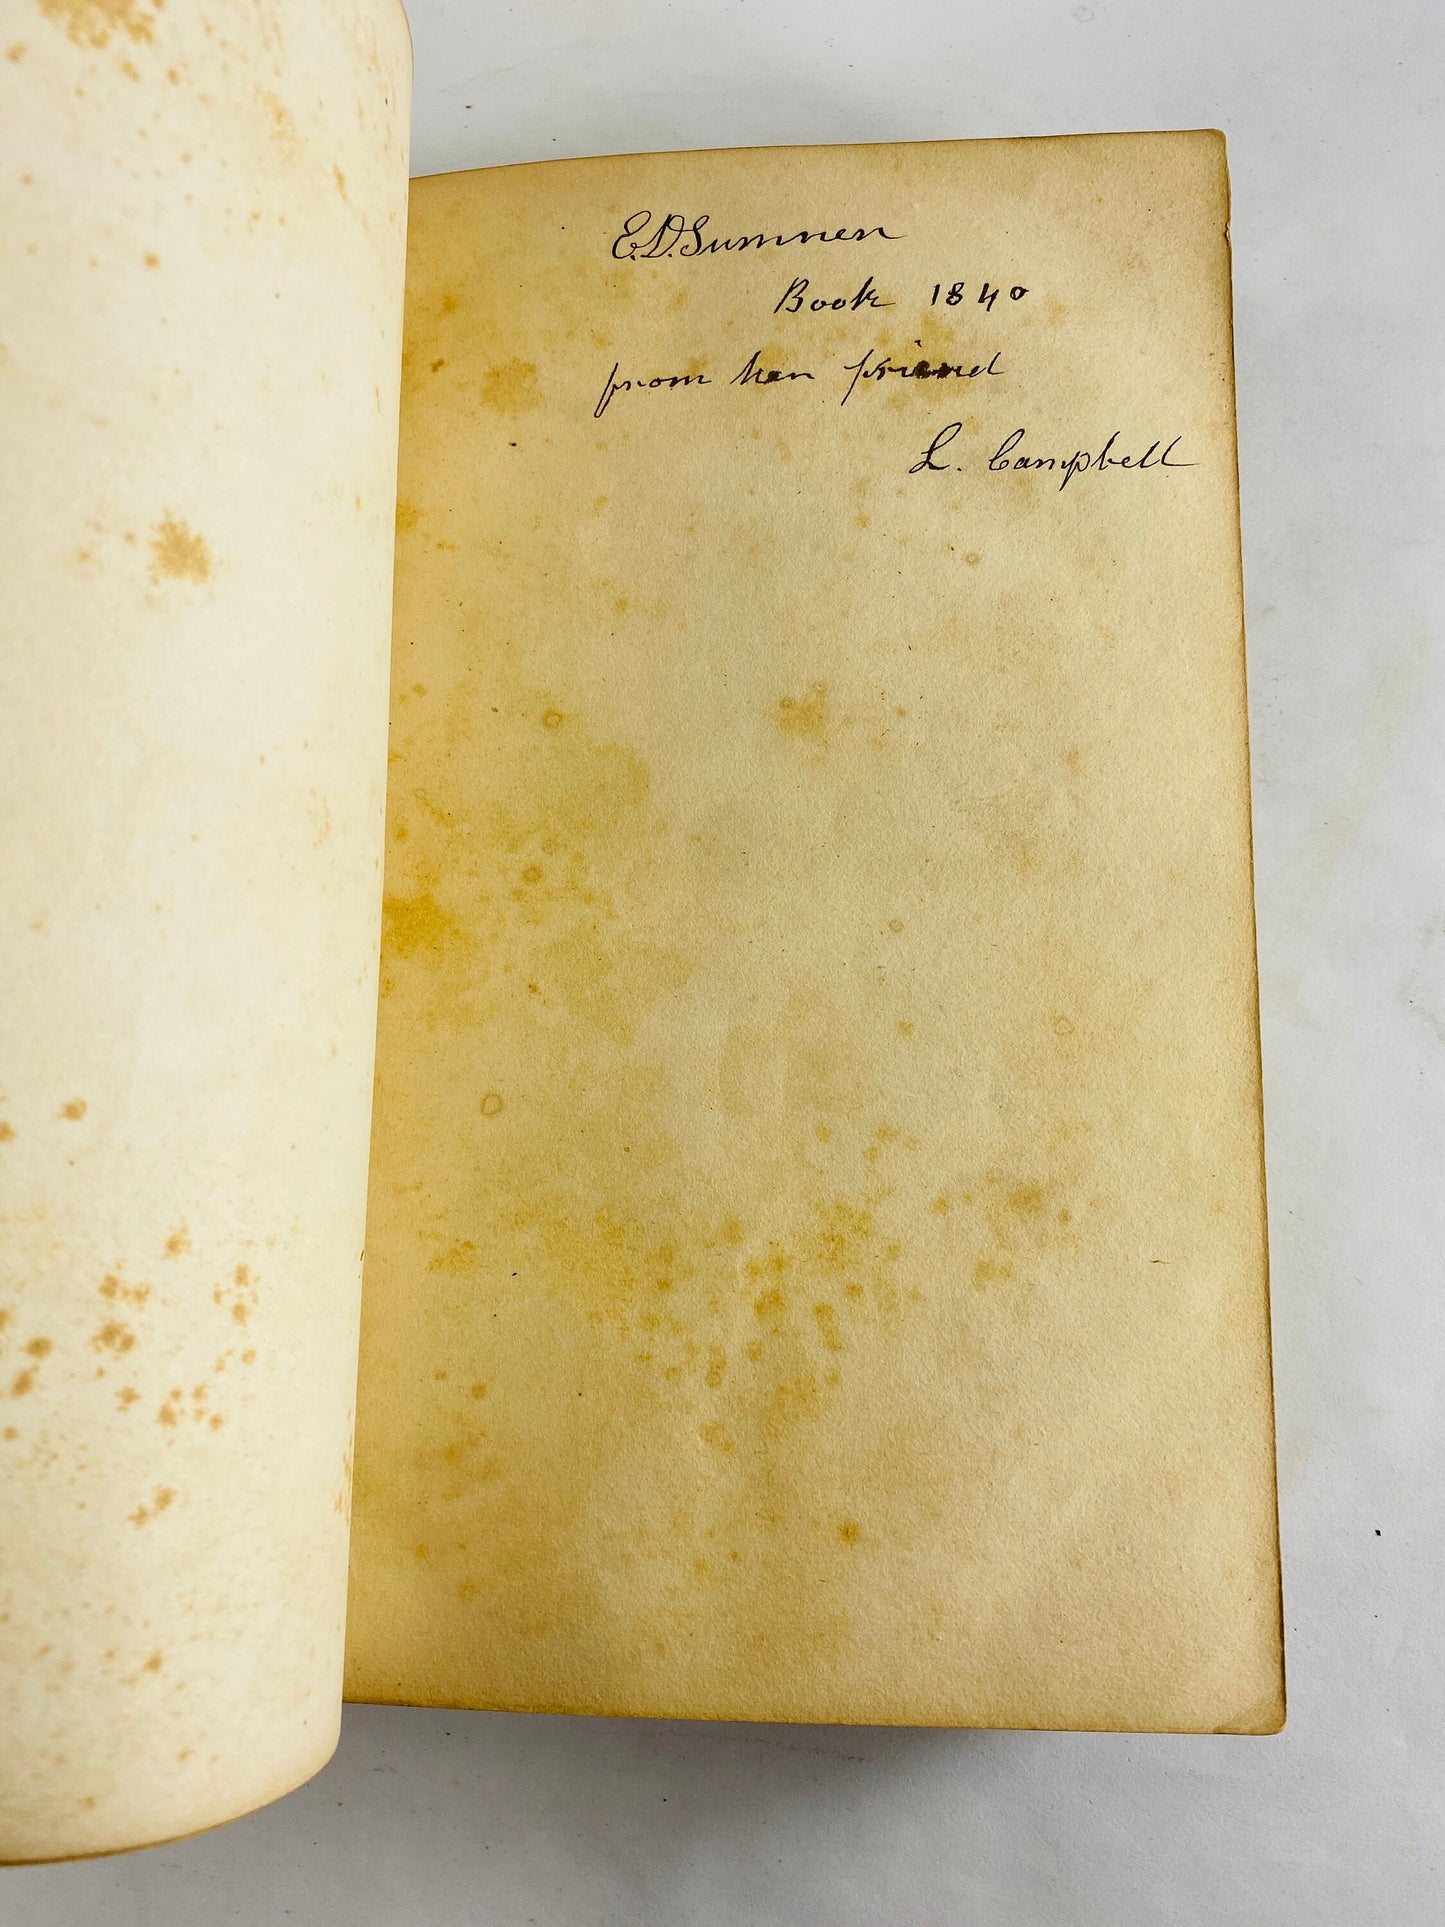 E.D. Sumner
Book 1840
from her friend
L. Campbell